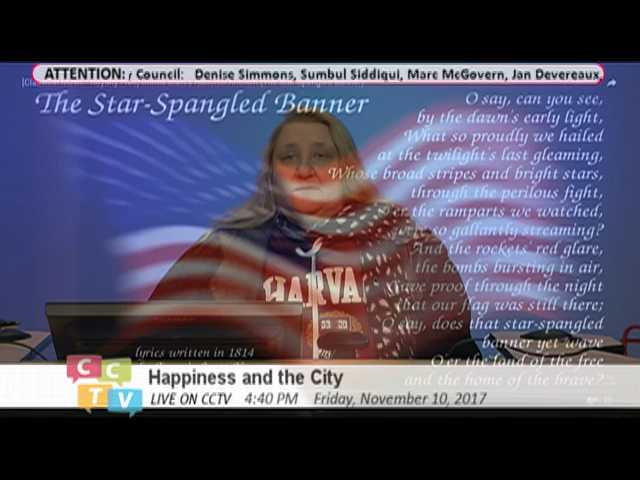 ATTENTION: r Council: Denise Simmons, Sumbul Siddiqui, Marc McGovern, Jan Devereaux,
The Star-Spangled Banner
O say, can you see,
by the dawn's early light,
What so proudly we hailed
at the twilight's last gleaming,
Whose broad stripes and bright stars,
through the perilous fight,
O'er the ramparts we watched,
were so gallantly streaming?
And the rockets' red glare,
the bombs bursting in air,
Gave proof through the night
that our flag was still there;
O say, does that star-spangled
banner yet wave
O'er the land of the free
and the home of the brave?
HARVA
lyrics written in 1814
CCTV
Happiness and the City
LIVE ON CCTV 4:40 PM Friday, November 10, 2017